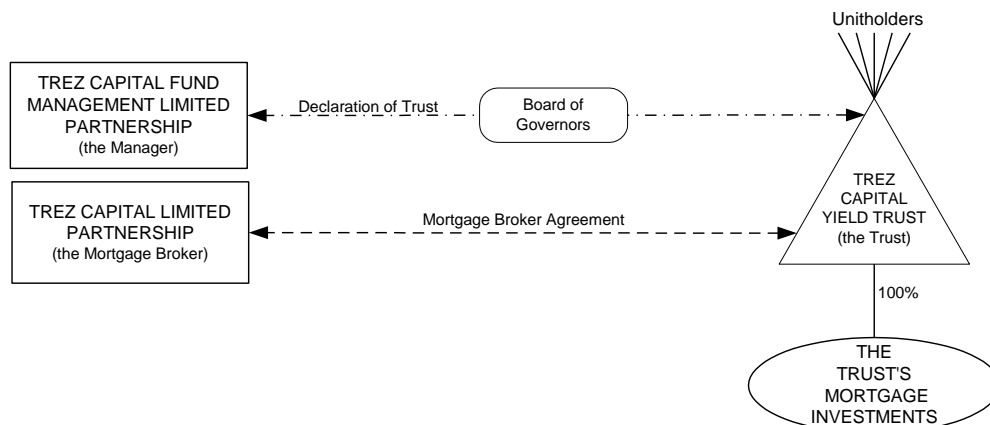 Unitholders
TREZ CAPITAL FUND
MANAGEMENT LIMITED
PARTNERSHIP
(the Manager)
Declaration of Trust
Board of
Governors
TREZ CAPITAL LIMITED
PARTNERSHIP
(the Mortgage Broker)
Mortgage Broker Agreement
TREZ
CAPITAL
YIELD TRUST
(the Trust)
100%
THE
TRUST'S
MORTGAGE
INVESTMENTS